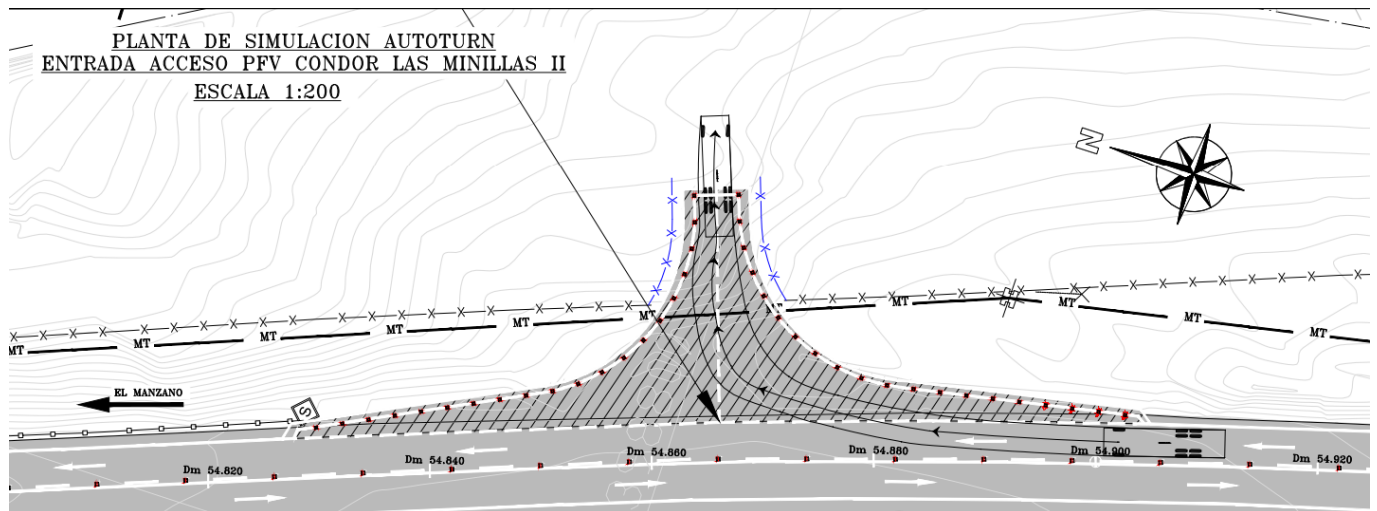 PLANTA DE SIMULACION AUTOTURN
ENTRADA ACCESO PFV CONDOR LAS MINILLAS II
ESCALA 1:200
N
MT
MT
MT
MT
MT
MT
MT
MT
MT
MT
EL MANZANO
S
Dm 54.820
Dm 54.840
Dm 54.860
Dm 54.880
Dm 54.900
Dm 54.920